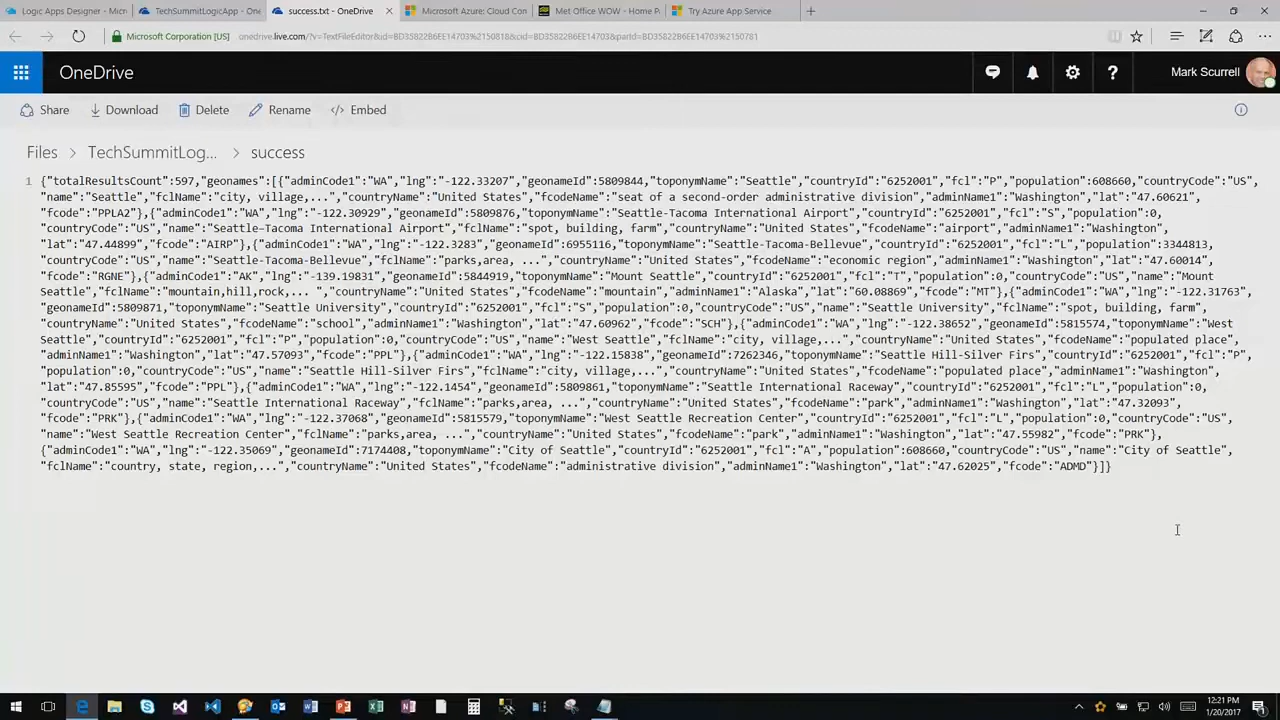 Logic Apps Designer - Micr
TechSummitLogicApp - One
success.txt - OneDrive
Microsoft Azure: Cloud Con
Met Office WOW - Home P
Try Azure App Service
Microsoft Corporation [US]
OneDrive
Mark Scurrell
Share
Download
Delete
Rename
Embed
Files > TechSummitLog... > success
1 {"totalResultsCount":597,"geonames":[{"adminCode1":"WA","lng":"-122.33207","geonameId":5809844,"toponymName":"Seattle","countryId":"6252001","fcl":"P","population":608660,"countryCode":"US",
"name":"Seattle","fclName":"city, village,...","countryName":"United States","fcodeName":"seat of a second-order administrative division","adminName1":"Washington","lat":"47.60621",
"fcode":"PPLA2"},{"adminCode1":"WA","lng":"-122.30929","geonameId":5809876,"toponymName":"Seattle-Tacoma International Airport","countryId":"6252001","fcl":"S","population":0,
"countryCode":"US","name":"Seattle-Tacoma International Airport","fclName":"spot, building, farm","countryName":"United States","fcodeName":"airport","adminName1":"Washington",
"lat":"47.44899","fcode":"AIRP"},{"adminCode1":"WA","lng":"-122.3283","geonameId":6955116,"toponymName":"Seattle-Tacoma-Bellevue","countryId":"6252001","fcl":"L","population":3344813,
"countryCode":"US","name":"Seattle-Tacoma-Bellevue","fclName":"parks,area, ...","countryName":"United States","fcodeName":"economic region","adminName1":"Washington","lat":"47.60014",
"fcode":"RGNE"},{"adminCode1":"AK","lng":"-139.19831","geonameId":5844919,"toponymName":"Mount Seattle","countryId":"6252001","fcl":"T","population":0,"countryCode":"US","name":"Mount
Seattle","fclName":"mountain,hill,rock,... ","countryName":"United States","fcodeName":"mountain","adminName1":"Alaska","lat":"60.08869","fcode":"MT"},{"adminCode1":"WA","lng":"-122.31763",
"geonameId":5809871,"toponymName":"Seattle University","countryId":"6252001","fcl":"S","population":0,"countryCode":"US","name":"Seattle University","fclName":"spot, building, farm",
"countryName":"United States","fcodeName":"school","adminName1":"Washington","lat":"47.60962","fcode":"SCH"},{"adminCode1":"WA","lng":"-122.38652","geonameId":5815574,"toponymName":"West
Seattle","countryId":"6252001","fcl":"P","population":0,"countryCode":"US","name":"West Seattle","fclName":"city, village,...","countryName":"United States","fcodeName":"populated place",
"adminName1":"Washington","lat":"47.57093","fcode":"PPL"},{"adminCode1":"WA","lng":"-122.15838","geonameId":7262346,"toponymName":"Seattle Hill-Silver Firs","countryId":"6252001","fcl":"P",
"population":0,"countryCode":"US","name":"Seattle Hill-Silver Firs","fclName":"city, village,...","countryName":"United States","fcodeName":"populated place","adminName1":"Washington",
"lat":"47.85595","fcode":"PPL"},{"adminCode1":"WA","lng":"-122.1454","geonameId":5809861,"toponymName":"Seattle International Raceway","countryId":"6252001","fcl":"L","population":0,
"countryCode":"US","name":"Seattle International Raceway","fclName":"parks,area, ...","countryName":"United States","fcodeName":"park","adminName1":"Washington","lat":"47.32093",
"fcode":"PRK"},{"adminCode1":"WA","lng":"-122.37068","geonameId":5815579,"toponymName":"West Seattle Recreation Center","countryId":"6252001","fcl":"L","population":0,"countryCode":"US",
"name":"West Seattle Recreation Center","fclName":"parks,area, ...","countryName":"United States","fcodeName":"park","adminName1":"Washington","lat":"47.55982","fcode":"PRK"},
{"adminCode1":"WA","lng":"-122.35069","geonameId":7174408,"toponymName":"City of Seattle","countryId":"6252001","fcl":"A","population":608660,"countryCode":"US","name":"City of Seattle",
"fclName":"country, state, region,...","countryName":"United States","fcodeName":"administrative division","adminName1":"Washington","lat":"47.62025","fcode":"ADMD"}]}
12:21 PM
1/20/2017